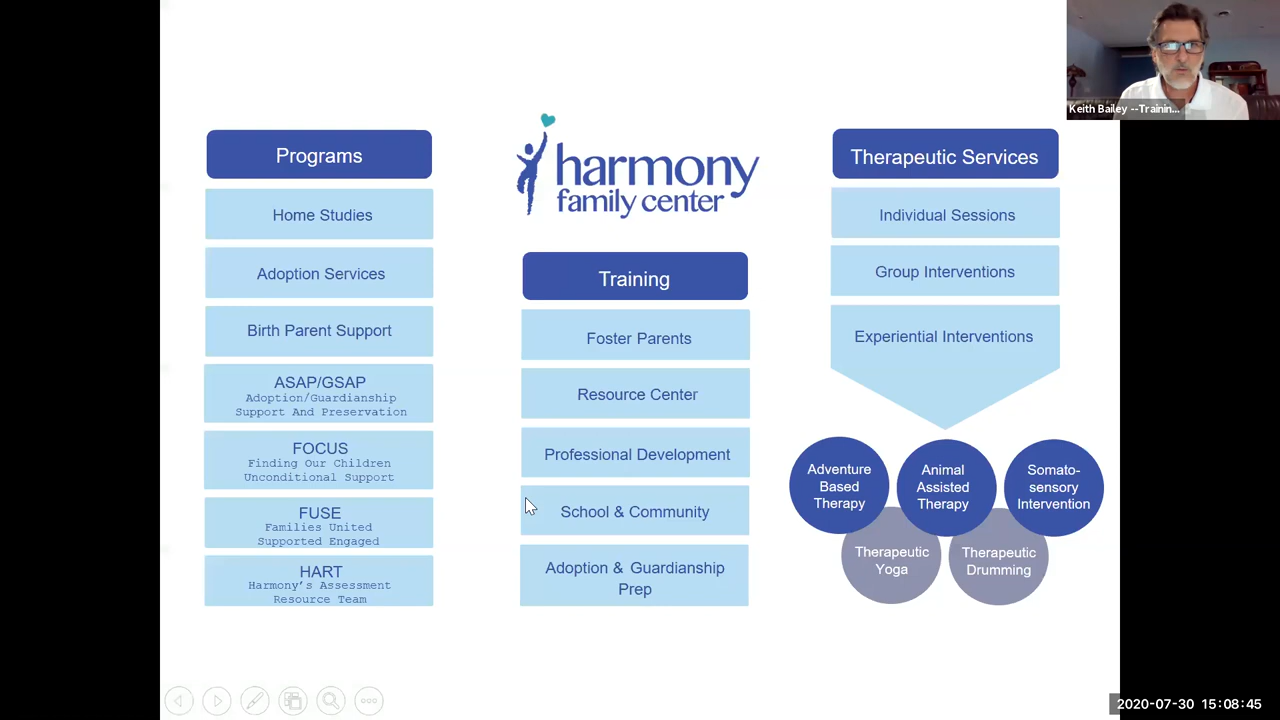 Programs
Home Studies
Adoption Services
Birth Parent Support
ASAP/GSAP
Adoption/Guardianship
Support And Preservation
FOCUS
Finding Our Children
Unconditional Support
FUSE
Families United
Supported Engaged
HART
Harmony's Assessment
Resource Team
harmony
family center
Training
Foster Parents
Resource Center
Professional Development
School & Community
Adoption & Guardianship
Prep
Therapeutic Services
Individual Sessions
Group Interventions
Experiential Interventions
Adventure
Based
Therapy
Animal
Assisted
Therapy
Somato-
sensory
Intervention
Therapeutic
Yoga
Therapeutic
Drumming
Keith Bailey --Trainin...
2020-07-30 15:08:45